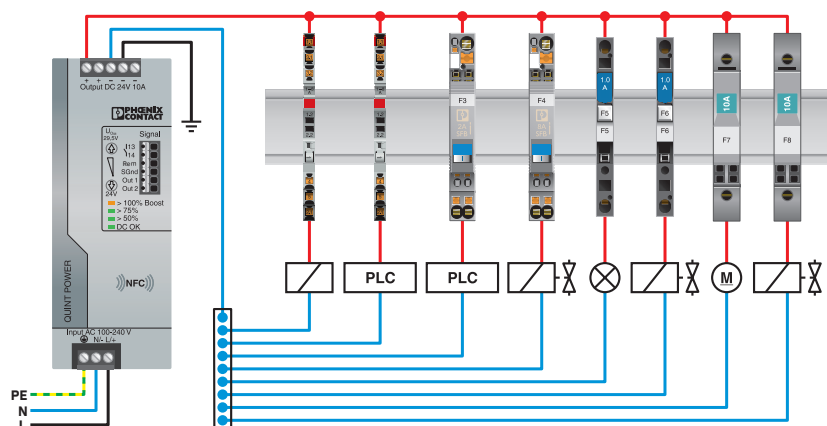 + + - - -
Output DC 24V 10A
PHŒNIX
CONTACT
Signal
13
14
Rem
SGnd
Out 1
Out 2
24V
> 100% Boost
> 75%
> 50%
DC OK
NFC
QUINT POWER
Input AC 100-240 V
N/- L/+
PE
N
L
F3
F4
1.0
A
F5
F5
1.0
A
F6
F6
10A
F7
10A
F8
PLC
PLC
M